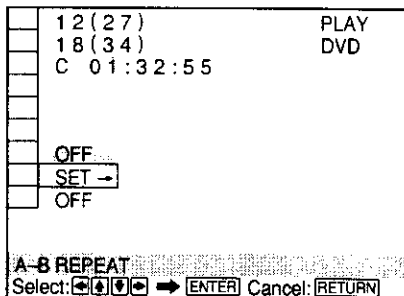 12(27) PLAY
18(34) DVD
C 01:32:55
OFF
SET →
OFF
A–B REPEAT
Select: ←↑↓→ ➡ ENTER Cancel: RETURN